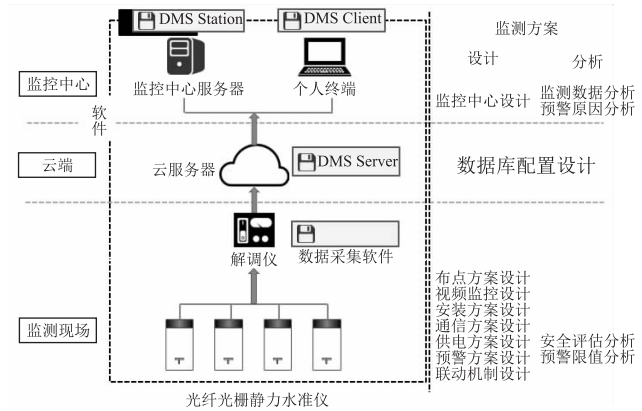 DMS Station
DMS Client
监测方案
设计
分析
监控中心
监控中心服务器
个人终端
监控中心设计
监测数据分析
预警原因分析
软件
云端
云服务器
DMS Server
数据库配置设计
解调仪
数据采集软件
监测现场
布点方案设计
视频监控设计
安装方案设计
通信方案设计
供电方案设计 安全评估分析
预警方案设计 预警限值分析
联动机制设计
光纤光栅静力水准仪